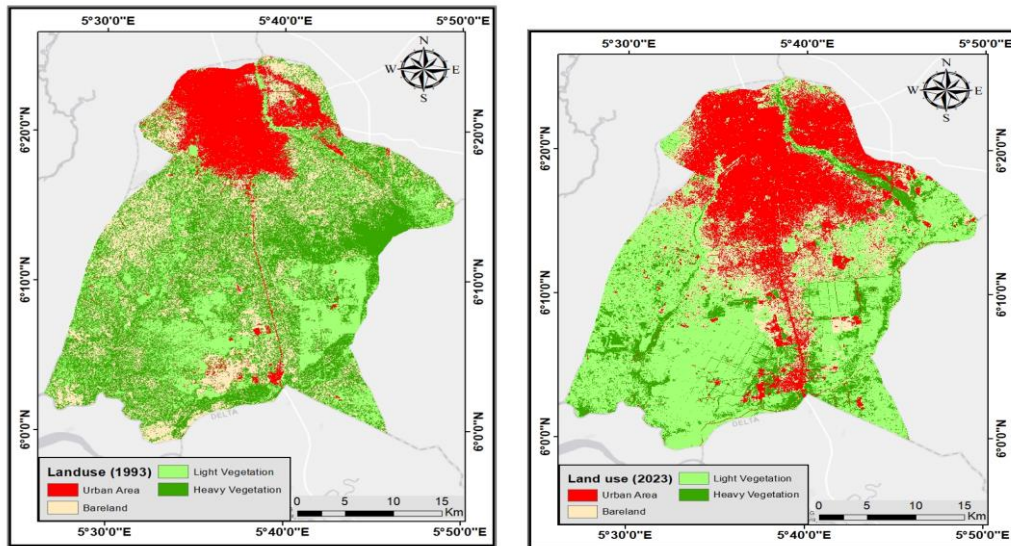 5°30'0"E 5°40'0"E 5°50'0"E
N
W E
S
6°20'0"N 6°20'0"N
6°10'0"N 6°10'0"N
6°0'0"N 6°0'0"N
DELTA
Landuse (1993)
Urban Area
Bareland
Light Vegetation
Heavy Vegetation
0 5 10 15
Km
5°30'0"E 5°40'0"E 5°50'0"E
5°30'0"E 5°40'0"E 5°50'0"E
N
W E
S
6°20'0"N 6°20'0"N
6°10'0"N 6°10'0"N
6°0'0"N 6°0'0"N
DELTA
Land use (2023)
Urban Area
Bareland
Light Vegetation
Heavy Vegetation
0 5 10 15
Km
5°30'0"E 5°40'0"E 5°50'0"E